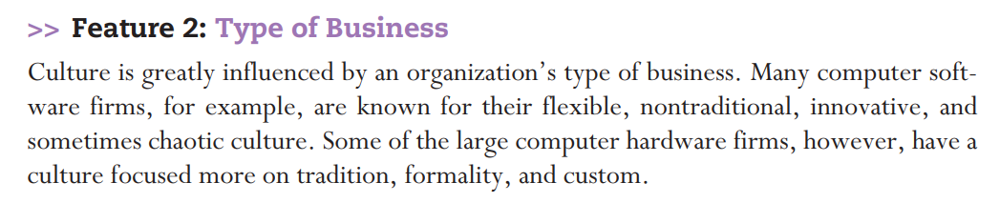 >> Feature 2: Type of Business
Culture is greatly influenced by an organization’s type of business. Many computer soft-
ware firms, for example, are known for their flexible, nontraditional, innovative, and
sometimes chaotic culture. Some of the large computer hardware firms, however, have a
culture focused more on tradition, formality, and custom.